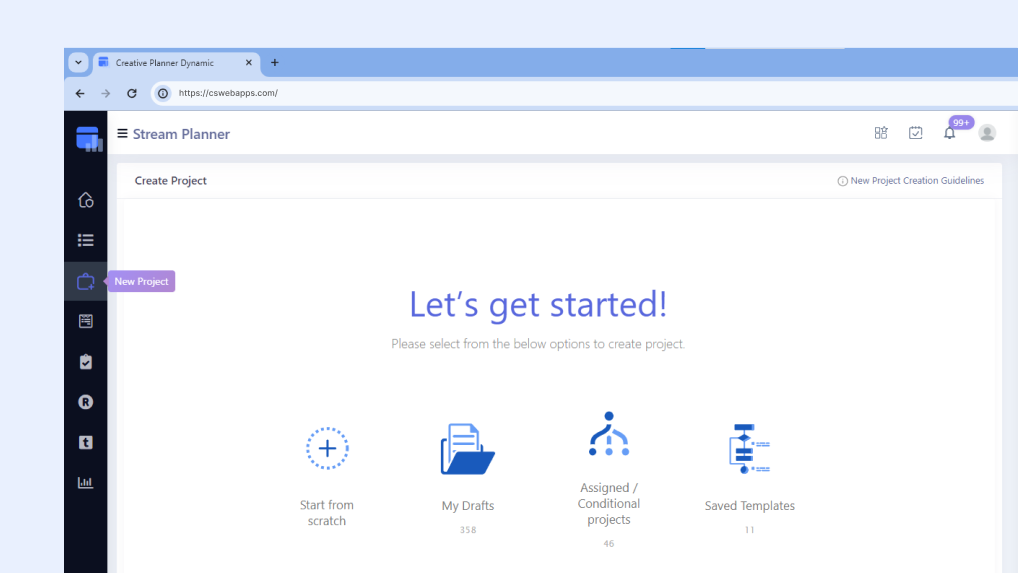 Creative Planner Dynamic
https://cswebapps.com/
Stream Planner
99+
Create Project
New Project Creation Guidelines
New Project
Let's get started!
Please select from the below options to create project.
Start from
scratch
My Drafts
358
Assigned /
Conditional
projects
46
Saved Templates
11
R
t